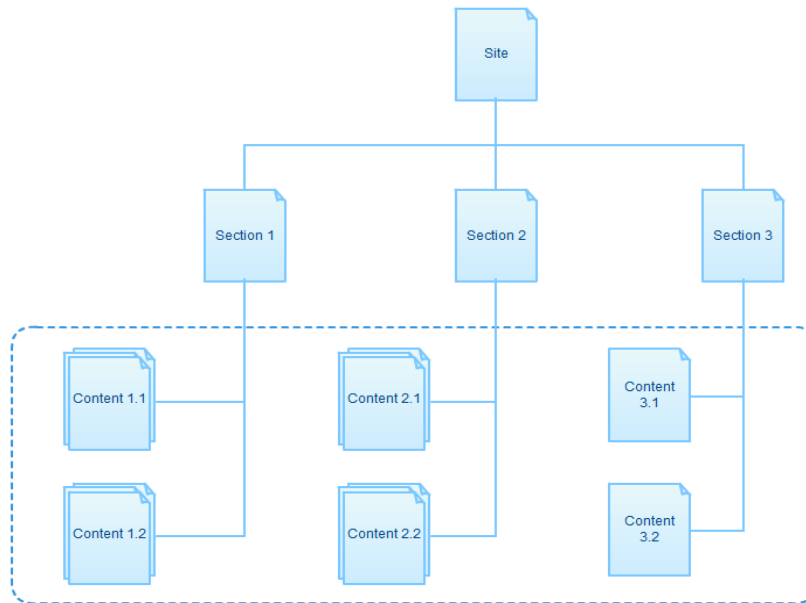 Site
Section 1
Section 2
Section 3
Content 1.1
Content 2.1
Content
3.1
Content 1.2
Content 2.2
Content
3.2